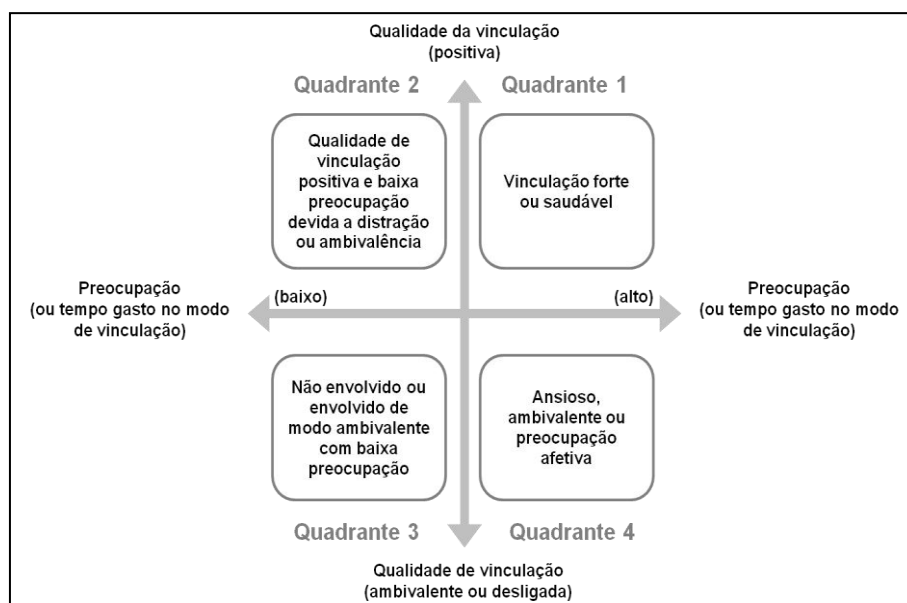 Qualidade da vinculação
(positiva)
Quadrante 2
Quadrante 1
Qualidade de
vinculação
positiva e baixa
preocupação
devida a distração
ou ambivalência
Vinculação forte
ou saudável
Preocupação
(ou tempo gasto no modo
de vinculação)
(baixo)
(alto)
Preocupação
(ou tempo gasto no modo
de vinculação)
Não envolvido ou
envolvido de
modo ambivalente
com baixa
preocupação
Ansioso,
ambivalente ou
preocupação
afetiva
Quadrante 3
Quadrante 4
Qualidade de vinculação
(ambivalente ou desligada)